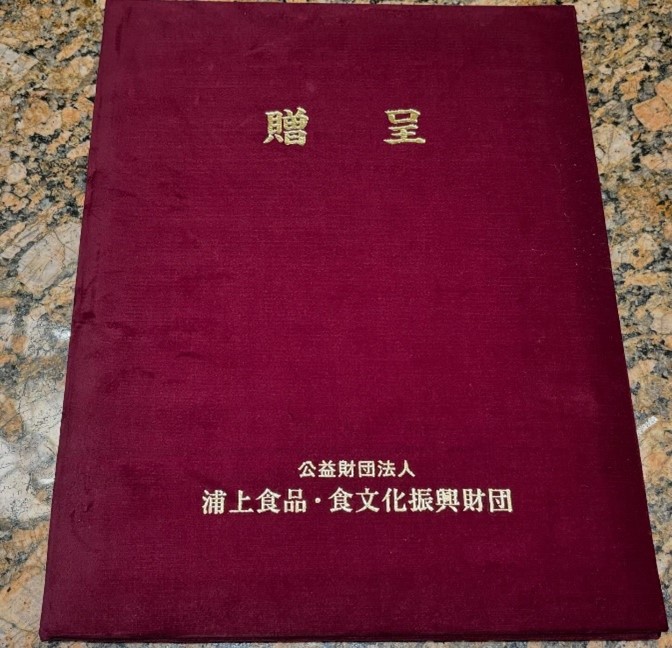 贈 呈
公益財団法人
浦上食品・食文化振興財団